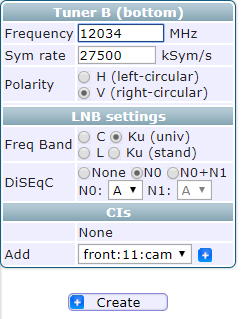 Tuner B (bottom)
Frequency 12034 MHz
Sym rate 27500 kSym/s
Polarity
H (left-circular)
V (right-circular)
LNB settings
Freq Band
C Ku (univ)
L Ku (stand)
DiSEqC
None N0 N0+N1
N0: A N1: A
CIs
None
Add front:11:cam
Create